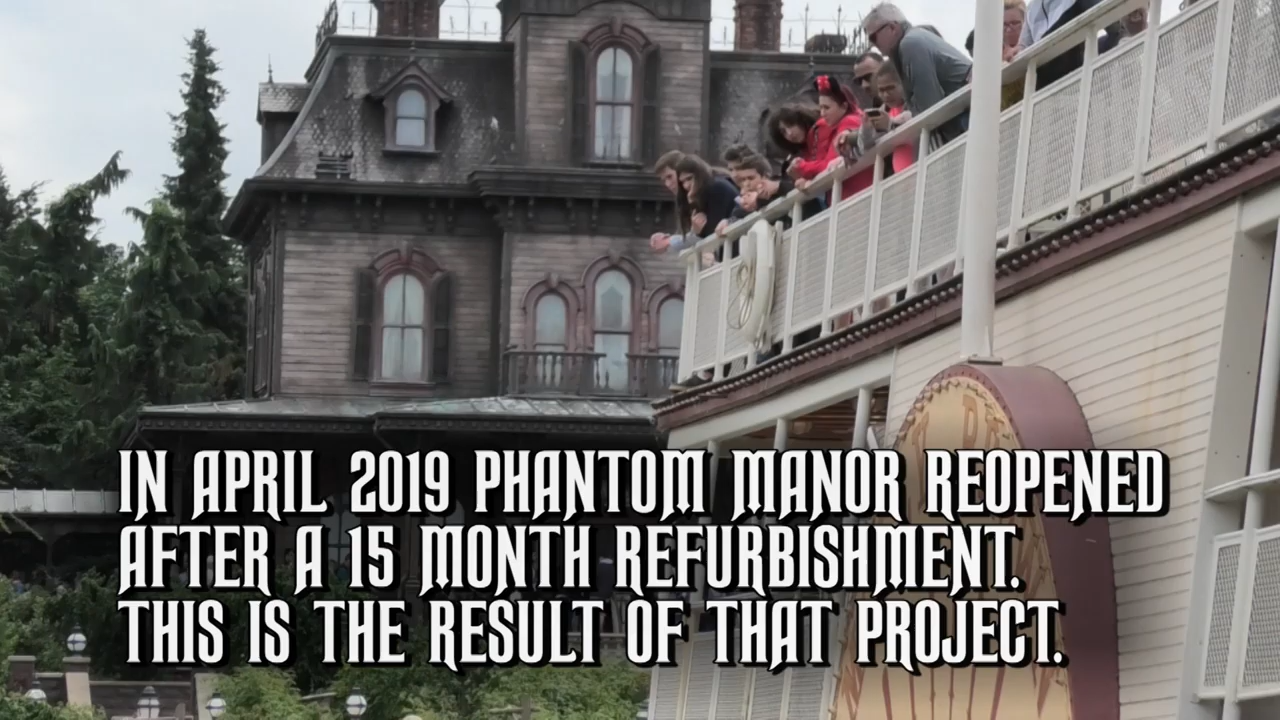 IN APRIL 2019 PHANTOM MANOR REOPENED
AFTER A 15 MONTH REFURBISHMENT.
THIS IS THE RESULT OF THAT PROJECT.